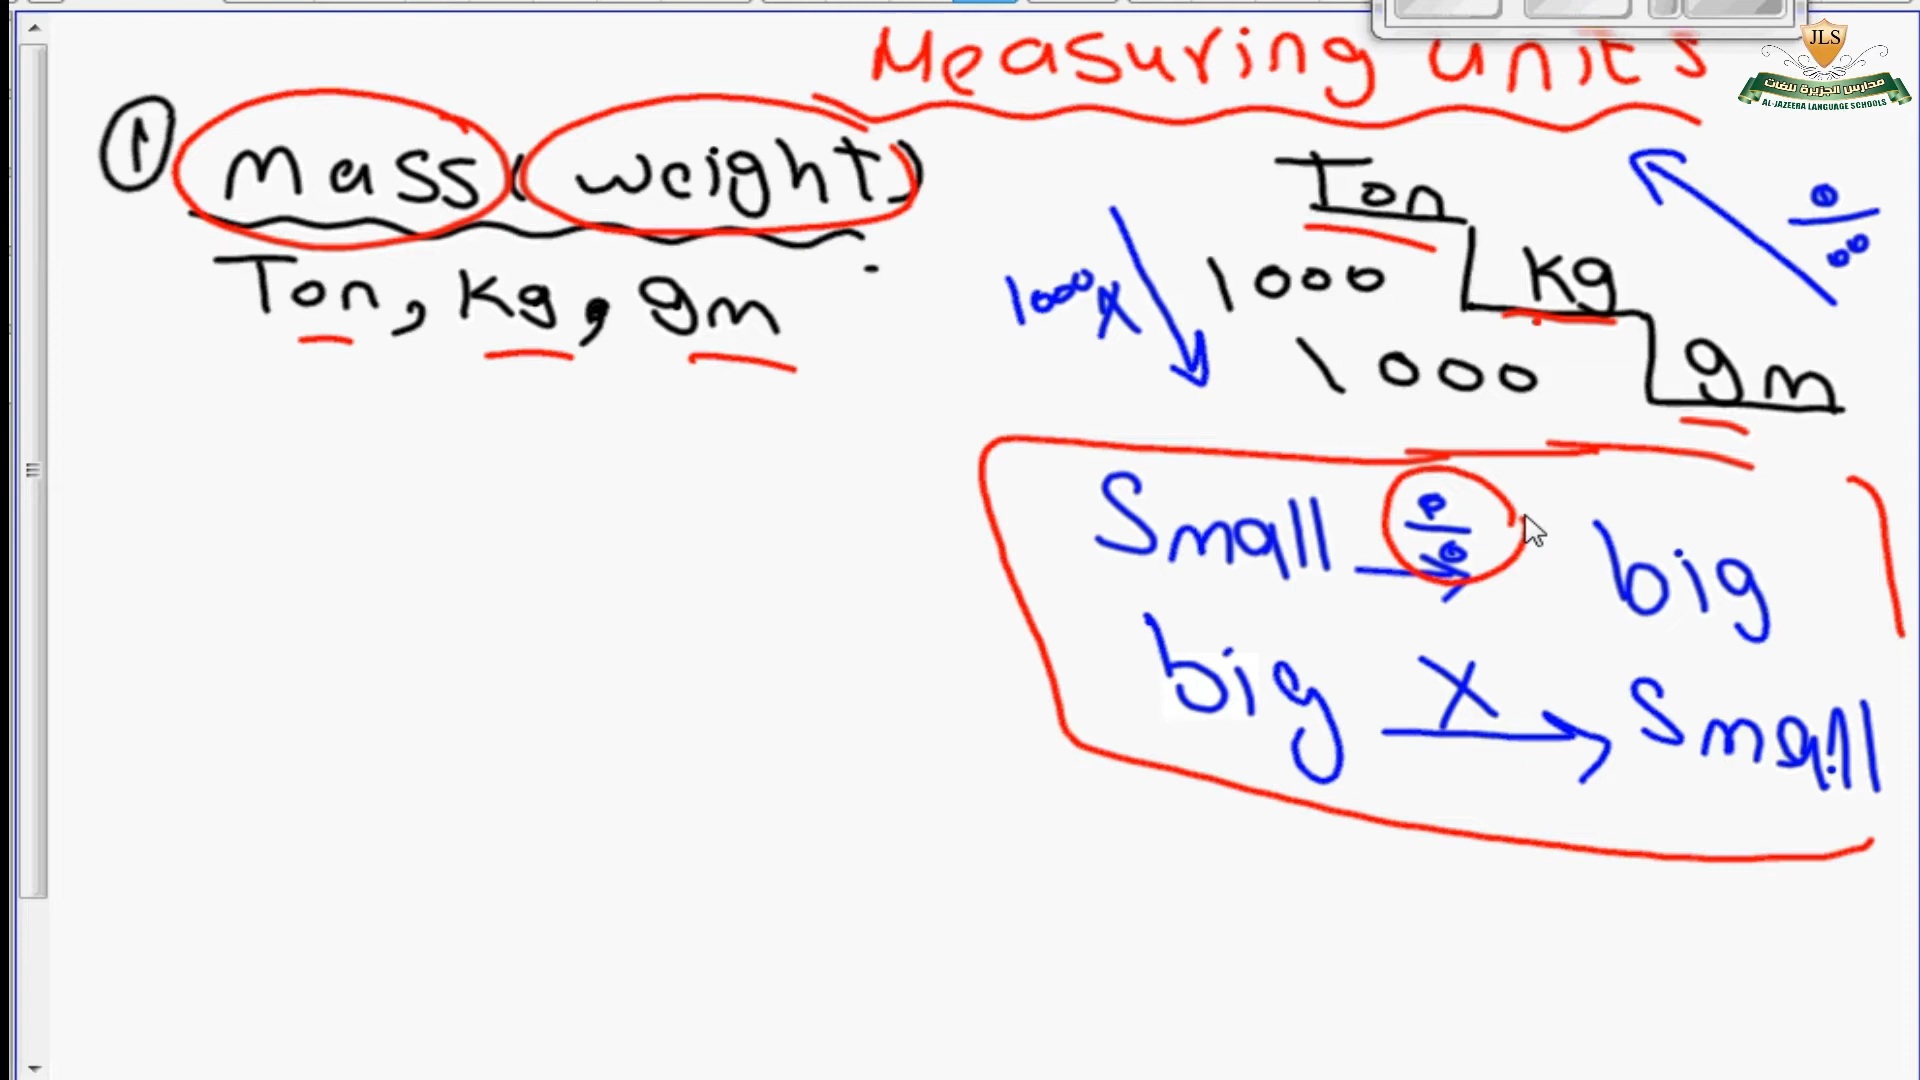 Measuring units
JLS
مدارس الجزيرة للغات
AL-JAZEERA LANGUAGE SCHOOLS
① Mass (weight)
Ton, Kg, gm
Ton
1000 kg
1000 gm
1000 X
÷
Small ÷ → big
big X → Small